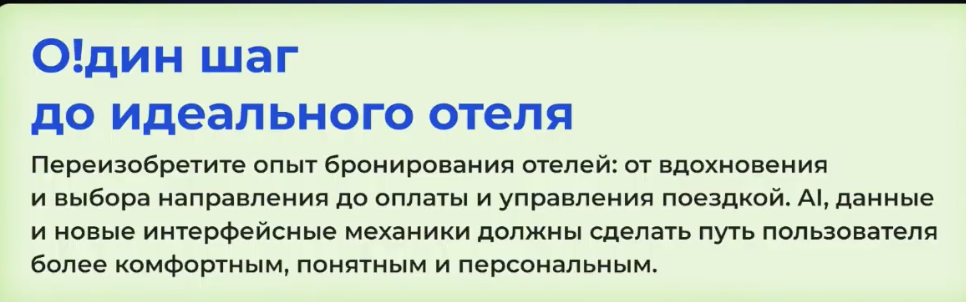 О!дин шаг
до идеального отеля
Переизобретите опыт бронирования отелей: от вдохновения
и выбора направления до оплаты и управления поездкой. AI, данные
и новые интерфейсные механики должны сделать путь пользователя
более комфортным, понятным и персональным.